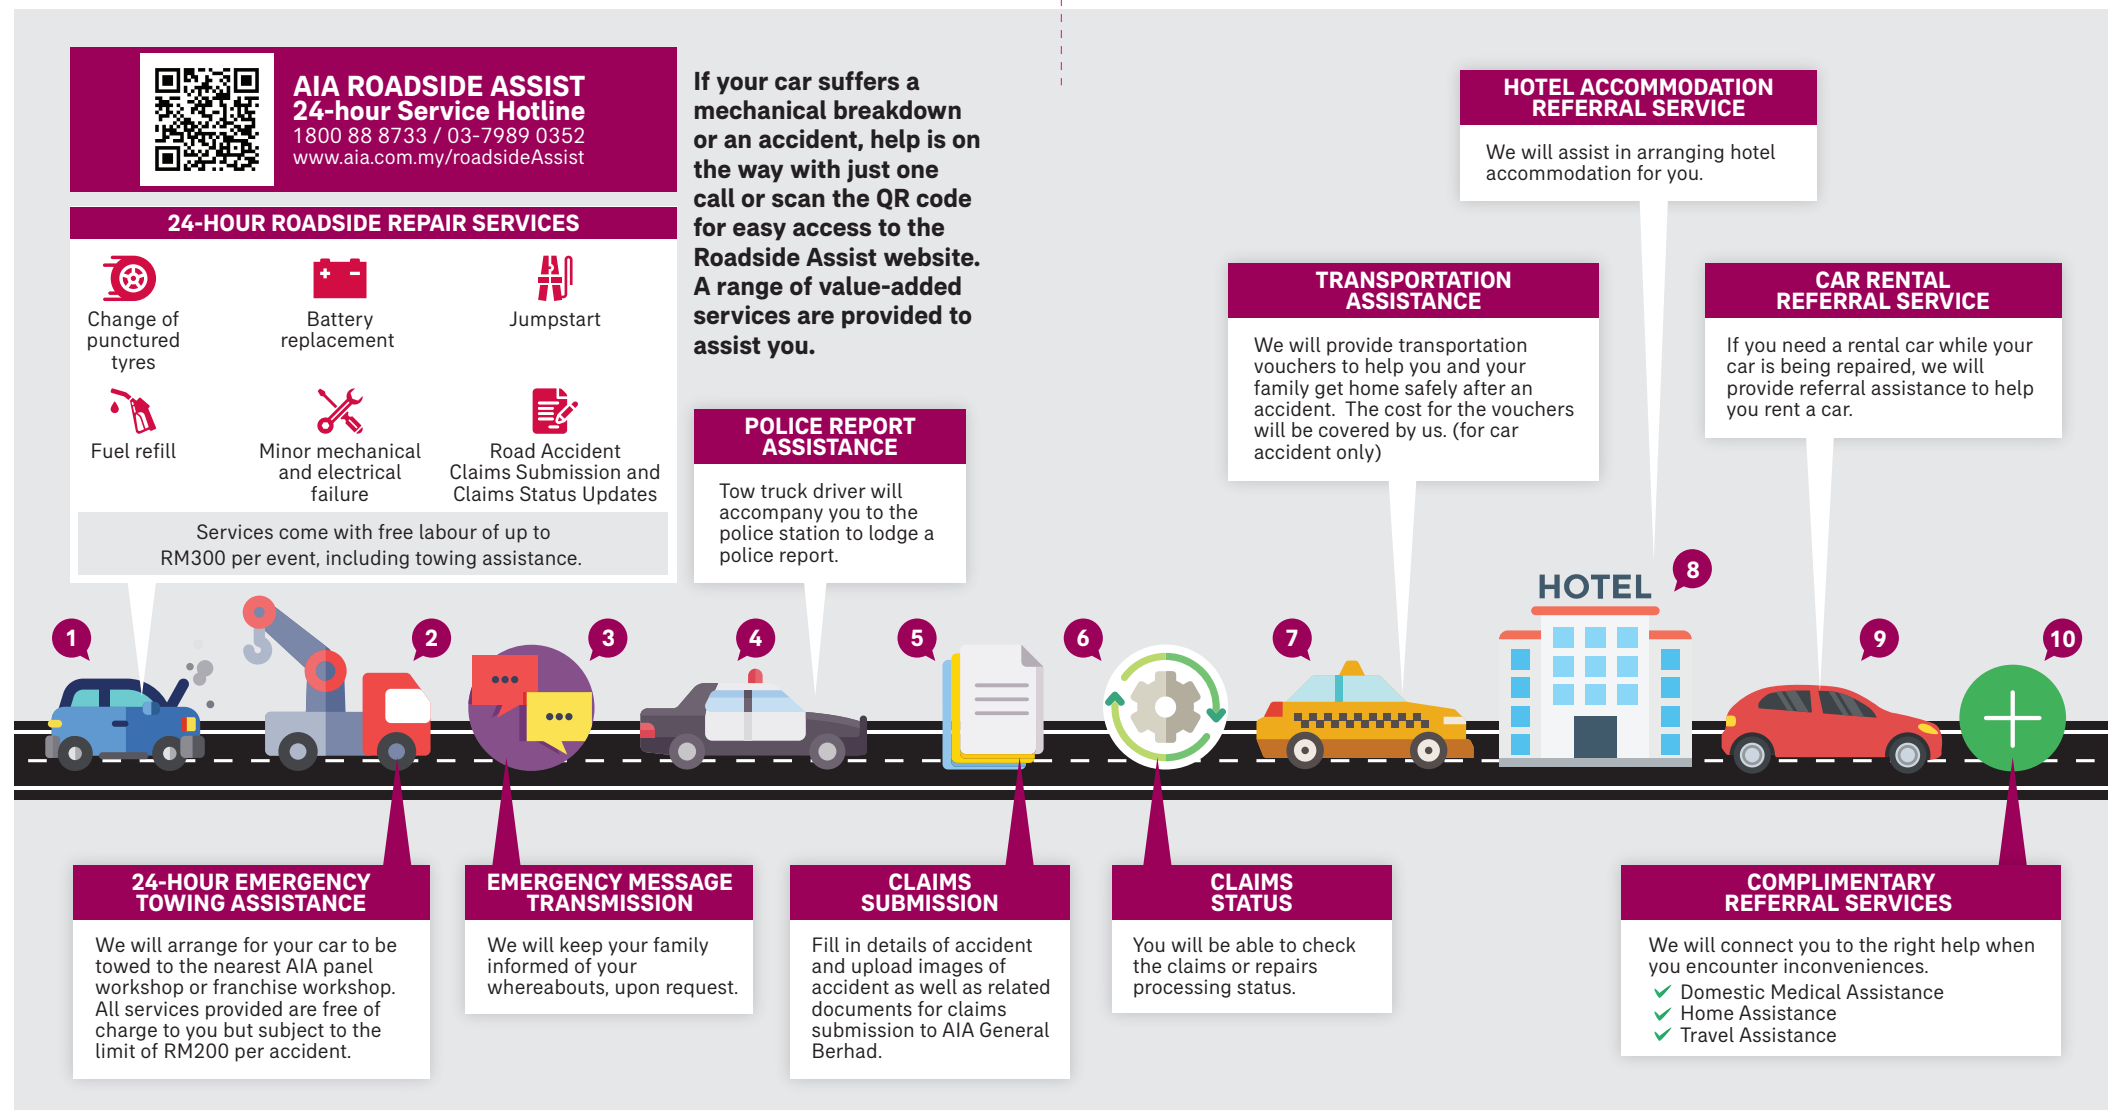 AIA ROADSIDE ASSIST
24-hour Service Hotline
1800 88 8733 / 03-7989 0352
www.aia.com.my/roadsideAssist
24-HOUR ROADSIDE REPAIR SERVICES
Change of
punctured
tyres
Battery
replacement
Jumpstart
Fuel refill
Minor mechanical
and electrical
failure
Road Accident
Claims Submission and
Claims Status Updates
Services come with free labour of up to
RM300 per event, including towing assistance.
If your car suffers a
mechanical breakdown
or an accident, help is on
the way with just one
call or scan the QR code
for easy access to the
Roadside Assist website.
A range of value-added
services are provided to
assist you.
POLICE REPORT
ASSISTANCE
Tow truck driver will
accompany you to the
police station to lodge a
police report.
TRANSPORTATION
ASSISTANCE
We will provide transportation
vouchers to help you and your
family get home safely after an
accident.  The cost for the vouchers
will be covered by us. (for car
accident only)
HOTEL ACCOMMODATION
REFERRAL SERVICE
We will assist in arranging hotel
accommodation for you.
CAR RENTAL
REFERRAL SERVICE
If you need a rental car while your
car is being repaired, we will
provide referral assistance to help
you rent a car.
1
2
3
4
5
6
7
HOTEL
8
9
10
24-HOUR EMERGENCY
TOWING ASSISTANCE
We will arrange for your car to be
towed to the nearest AIA panel
workshop or franchise workshop.
All services provided are free of
charge to you but subject to the
limit of RM200 per accident.
EMERGENCY MESSAGE
TRANSMISSION
We will keep your family
informed of your
whereabouts, upon request.
CLAIMS
SUBMISSION
Fill in details of accident
and upload images of
accident as well as related
documents for claims
submission to AIA General
Berhad.
CLAIMS
STATUS
You will be able to check
the claims or repairs
processing status.
COMPLIMENTARY
REFERRAL SERVICES
We will connect you to the right help when
you encounter inconveniences.
Domestic Medical Assistance
Home Assistance
Travel Assistance